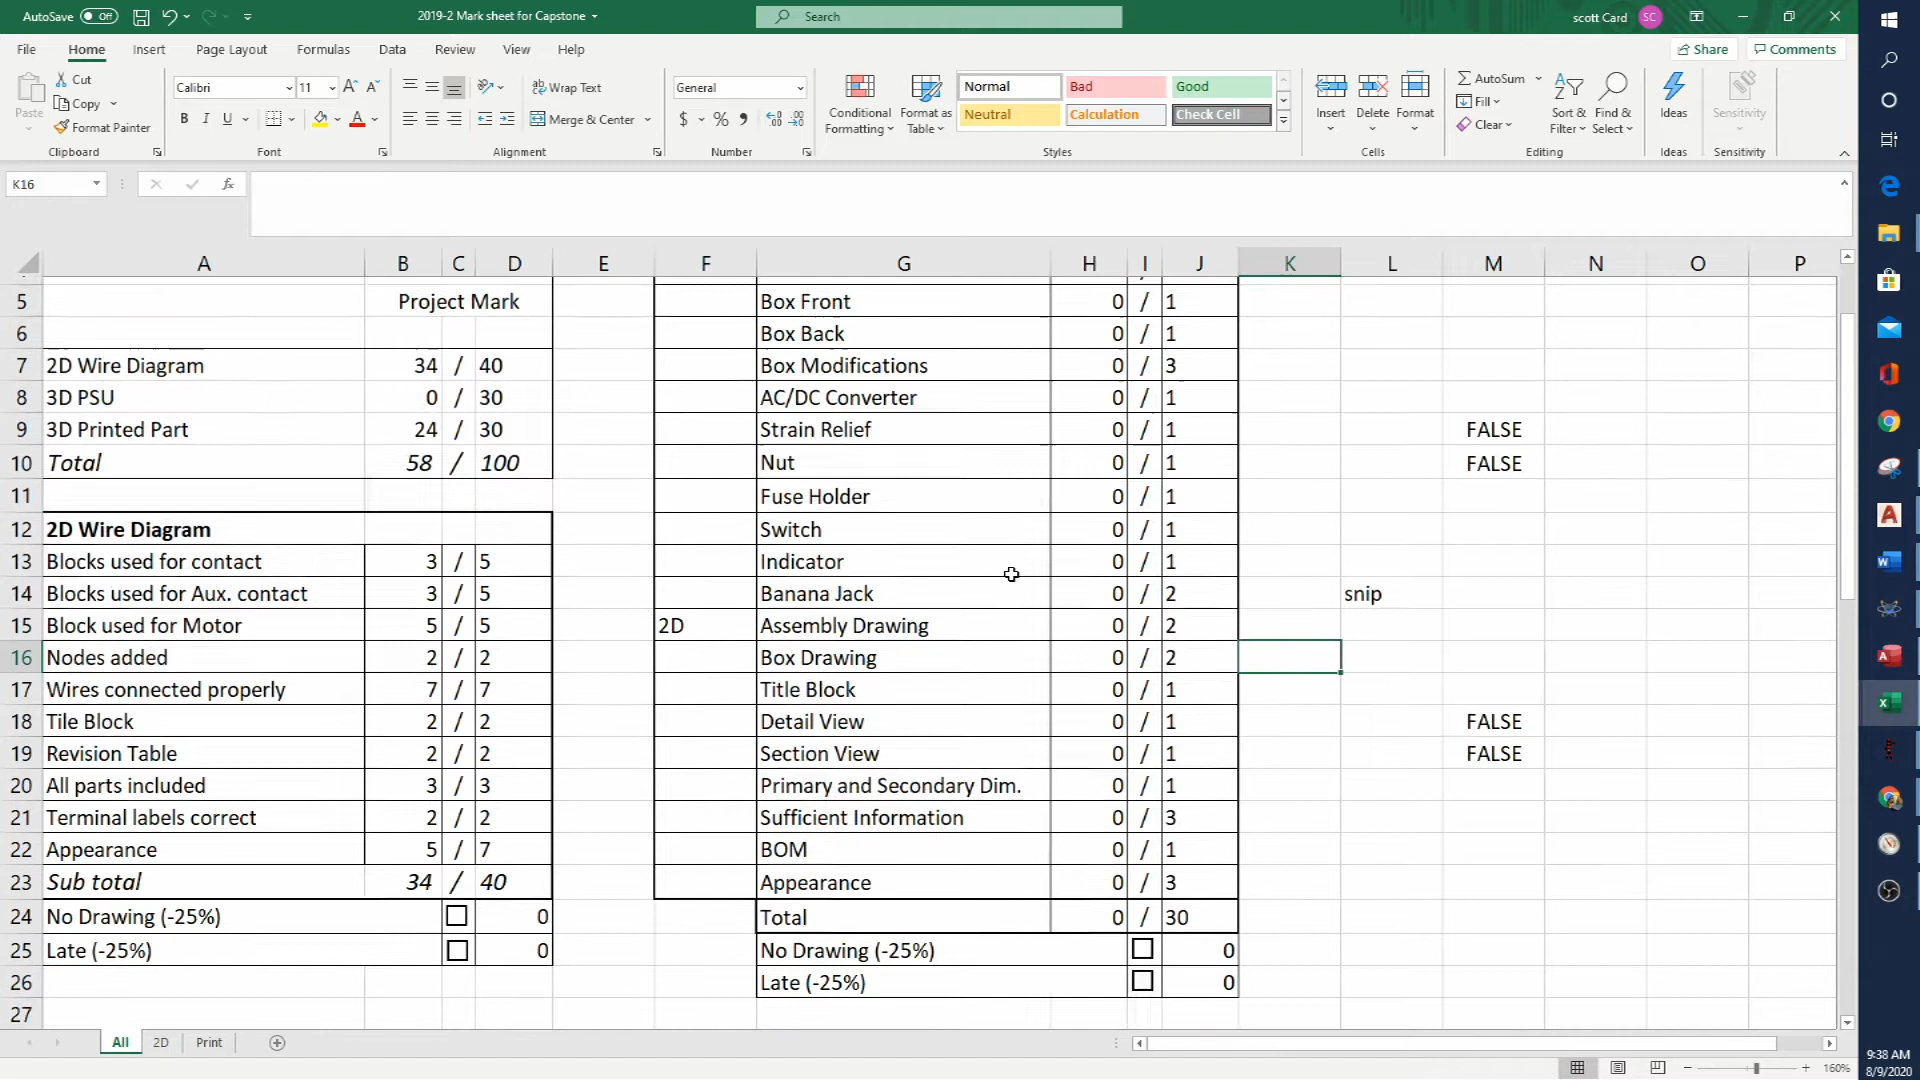 AutoSave Off 2019-2 Mark sheet for Capstone Search scott Card SC
File Home Insert Page Layout Formulas Data Review View Help Share Comments
Paste Cut Copy Format Painter Clipboard
Calibri 11 A A B I U A Font
ab Wrap Text Merge & Center Alignment
General $ % 9 Number
Conditional Formatting Format as Table Normal Bad Good Neutral Calculation Check Cell Styles
Insert Delete Format Cells
AutoSum Fill Clear Sort & Filter Find & Select Editing
Ideas Ideas
Sensitivity Sensitivity
K16 fx
A B C D E F G H I J K L M N O P
5 Project Mark Box Front 0 / 1
6 Box Back 0 / 1
7 2D Wire Diagram 34 / 40 Box Modifications 0 / 3
8 3D PSU 0 / 30 AC/DC Converter 0 / 1
9 3D Printed Part 24 / 30 Strain Relief 0 / 1 FALSE
10 Total 58 / 100 Nut 0 / 1 FALSE
11 Fuse Holder 0 / 1
12 2D Wire Diagram Switch 0 / 1
13 Blocks used for contact 3 / 5 Indicator 0 / 1
14 Blocks used for Aux. contact 3 / 5 Banana Jack 0 / 2 snip
15 Block used for Motor 5 / 5 2D Assembly Drawing 0 / 2
16 Nodes added 2 / 2 Box Drawing 0 / 2
17 Wires connected properly 7 / 7 Title Block 0 / 1
18 Tile Block 2 / 2 Detail View 0 / 1 FALSE
19 Revision Table 2 / 2 Section View 0 / 1 FALSE
20 All parts included 3 / 3 Primary and Secondary Dim. 0 / 1
21 Terminal labels correct 2 / 2 Sufficient Information 0 / 3
22 Appearance 5 / 7 BOM 0 / 1
23 Sub total 34 / 40 Appearance 0 / 3
24 No Drawing (-25%) 0 Total 0 / 30
25 Late (-25%) 0 No Drawing (-25%) 0
26 Late (-25%) 0
27
All 2D Print
160%
9:38 AM
8/9/2020